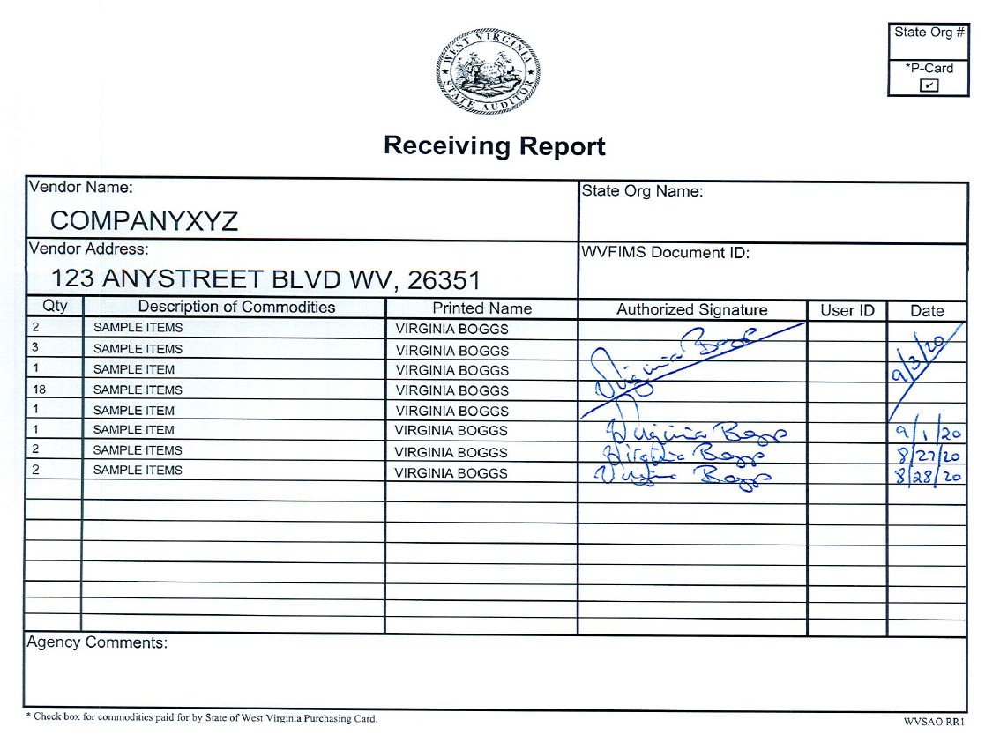 WEST VIRGINIA
STATE AUDITOR
State Org #
*P-Card
Receiving Report
Vendor Name:
COMPANYXYZ
State Org Name:
Vendor Address:
123 ANYSTREET BLVD WV, 26351
WVFIMS Document ID:
Qty Description of Commodities Printed Name Authorized Signature User ID Date
2 SAMPLE ITEMS VIRGINIA BOGGS
3 SAMPLE ITEMS VIRGINIA BOGGS Virginia Boggs 9/3/20
1 SAMPLE ITEM VIRGINIA BOGGS
18 SAMPLE ITEMS VIRGINIA BOGGS
1 SAMPLE ITEM VIRGINIA BOGGS
1 SAMPLE ITEM VIRGINIA BOGGS Virginia Boggs 9/1/20
2 SAMPLE ITEMS VIRGINIA BOGGS Virginia Boggs 8/27/20
2 SAMPLE ITEMS VIRGINIA BOGGS Virginia Boggs 8/28/20
Agency Comments:
* Check box for commodities paid for by State of West Virginia Purchasing Card.
WVSAO RR1